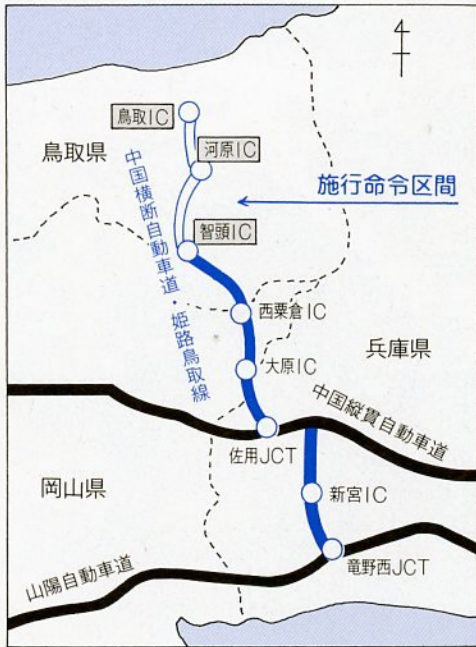 鳥取IC
鳥取県
河原IC
施行命令区間
中国横断自動車道・姫路鳥取線
智頭IC
西粟倉IC
兵庫県
大原IC
中国縦貫自動車道
佐用JCT
岡山県
新宮IC
山陽自動車道
竜野西JCT